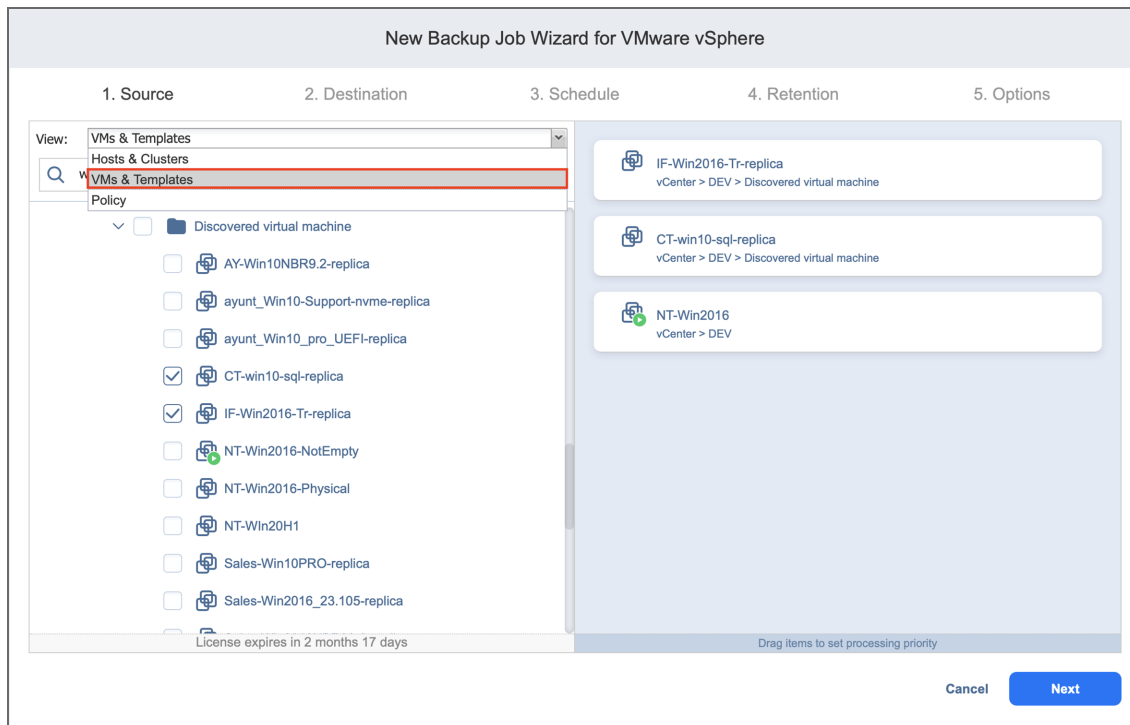 New Backup Job Wizard for VMware vSphere
1. Source 2. Destination 3. Schedule 4. Retention 5. Options
View: VMs & Templates
Hosts & Clusters
VMs & Templates
Policy
Discovered virtual machine
AY-Win10NBR9.2-replica
ayunt_Win10-Support-nvme-replica
ayunt_Win10_pro_UEFI-replica
CT-win10-sql-replica
IF-Win2016-Tr-replica
NT-Win2016-NotEmpty
NT-Win2016-Physical
NT-WIn20H1
Sales-Win10PRO-replica
Sales-Win2016_23.105-replica
License expires in 2 months 17 days
IF-Win2016-Tr-replica
vCenter > DEV > Discovered virtual machine
CT-win10-sql-replica
vCenter > DEV > Discovered virtual machine
NT-Win2016
vCenter > DEV
Drag items to set processing priority
Cancel Next